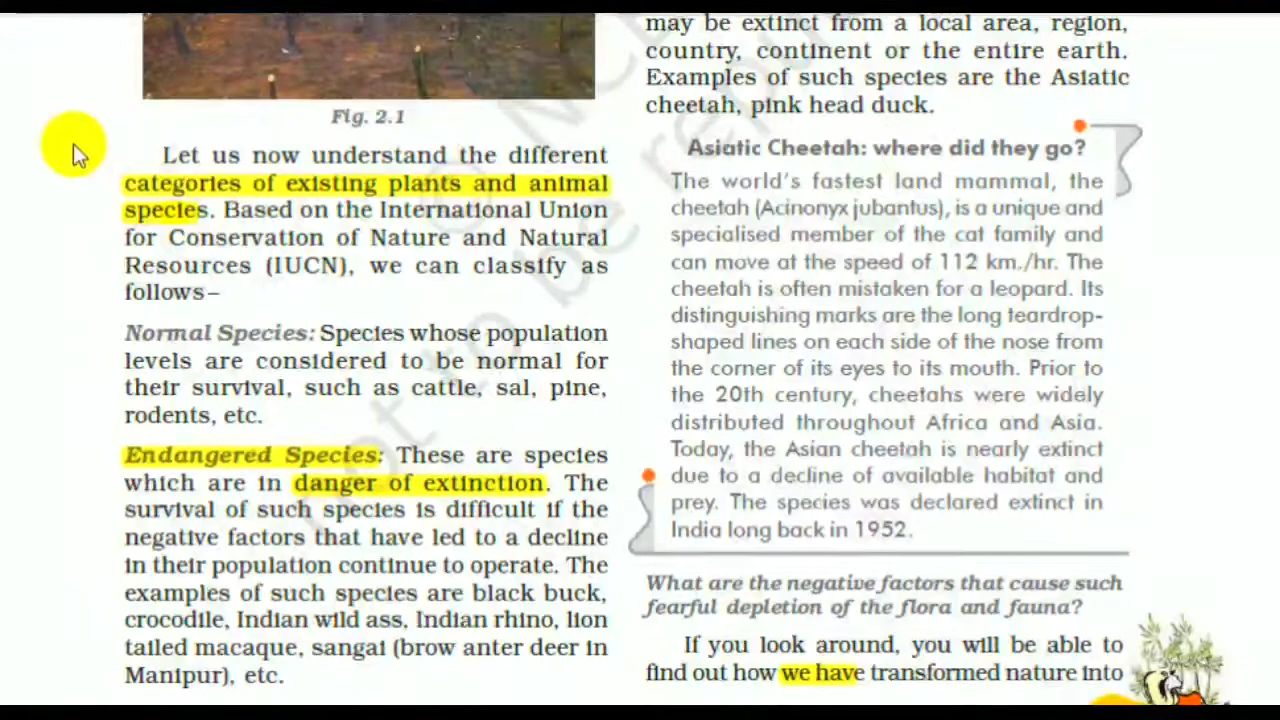 Fig. 2.1
Let us now understand the different
categories of existing plants and animal
species. Based on the International Union
for Conservation of Nature and Natural
Resources (IUCN), we can classify as
follows–
Normal Species: Species whose population
levels are considered to be normal for
their survival, such as cattle, sal, pine,
rodents, etc.
Endangered Species: These are species
which are in danger of extinction. The
survival of such species is difficult if the
negative factors that have led to a decline
in their population continue to operate. The
examples of such species are black buck,
crocodile, Indian wild ass, Indian rhino, lion
tailed macaque, sangai (brow anter deer in
Manipur), etc.
may be extinct from a local area, region,
country, continent or the entire earth.
Examples of such species are the Asiatic
cheetah, pink head duck.
Asiatic Cheetah: where did they go?
The world's fastest land mammal, the
cheetah (Acinonyx jubantus), is a unique and
specialised member of the cat family and
can move at the speed of 112 km./hr. The
cheetah is often mistaken for a leopard. Its
distinguishing marks are the long teardrop-
shaped lines on each side of the nose from
the corner of its eyes to its mouth. Prior to
the 20th century, cheetahs were widely
distributed throughout Africa and Asia.
Today, the Asian cheetah is nearly extinct
due to a decline of available habitat and
prey. The species was declared extinct in
India long back in 1952.
What are the negative factors that cause such
fearful depletion of the flora and fauna?
If you look around, you will be able to
find out how we have transformed nature into
© NCE
not to be repu